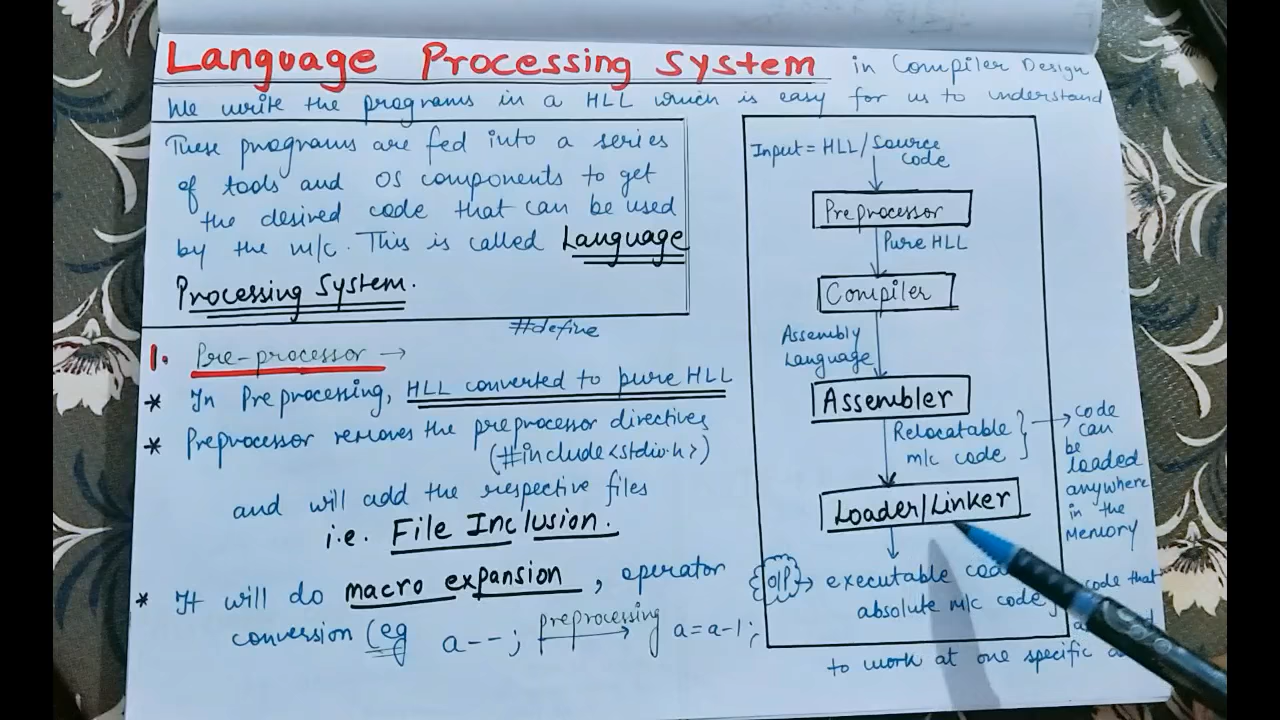 Language Processing System in Compiler Design
We write the programs in a HLL which is easy for us to understand
These programs are fed into a series
of tools and OS components to get
the desired code that can be used
by the m/c. This is called Language
Processing System.
#define
1. Pre-processor →
* In Preprocessing, HLL converted to pure HLL
* Preprocessor removes the preprocessor directives
(#include<stdio.h>)
and will add the respective files
i.e. File Inclusion.
* It will do macro expansion, operator
conversion (eg a--; preprocessing → a=a-1;
Input = HLL/Source
code
Preprocessor
Pure HLL
Compiler
Assembly
Language
Assembler
Relocatable
m/c code
→ code
can
be
loaded
anywhere
in the
Memory
Loader/Linker
O/P → executable
absolute m/c code
code that
to work at one specific